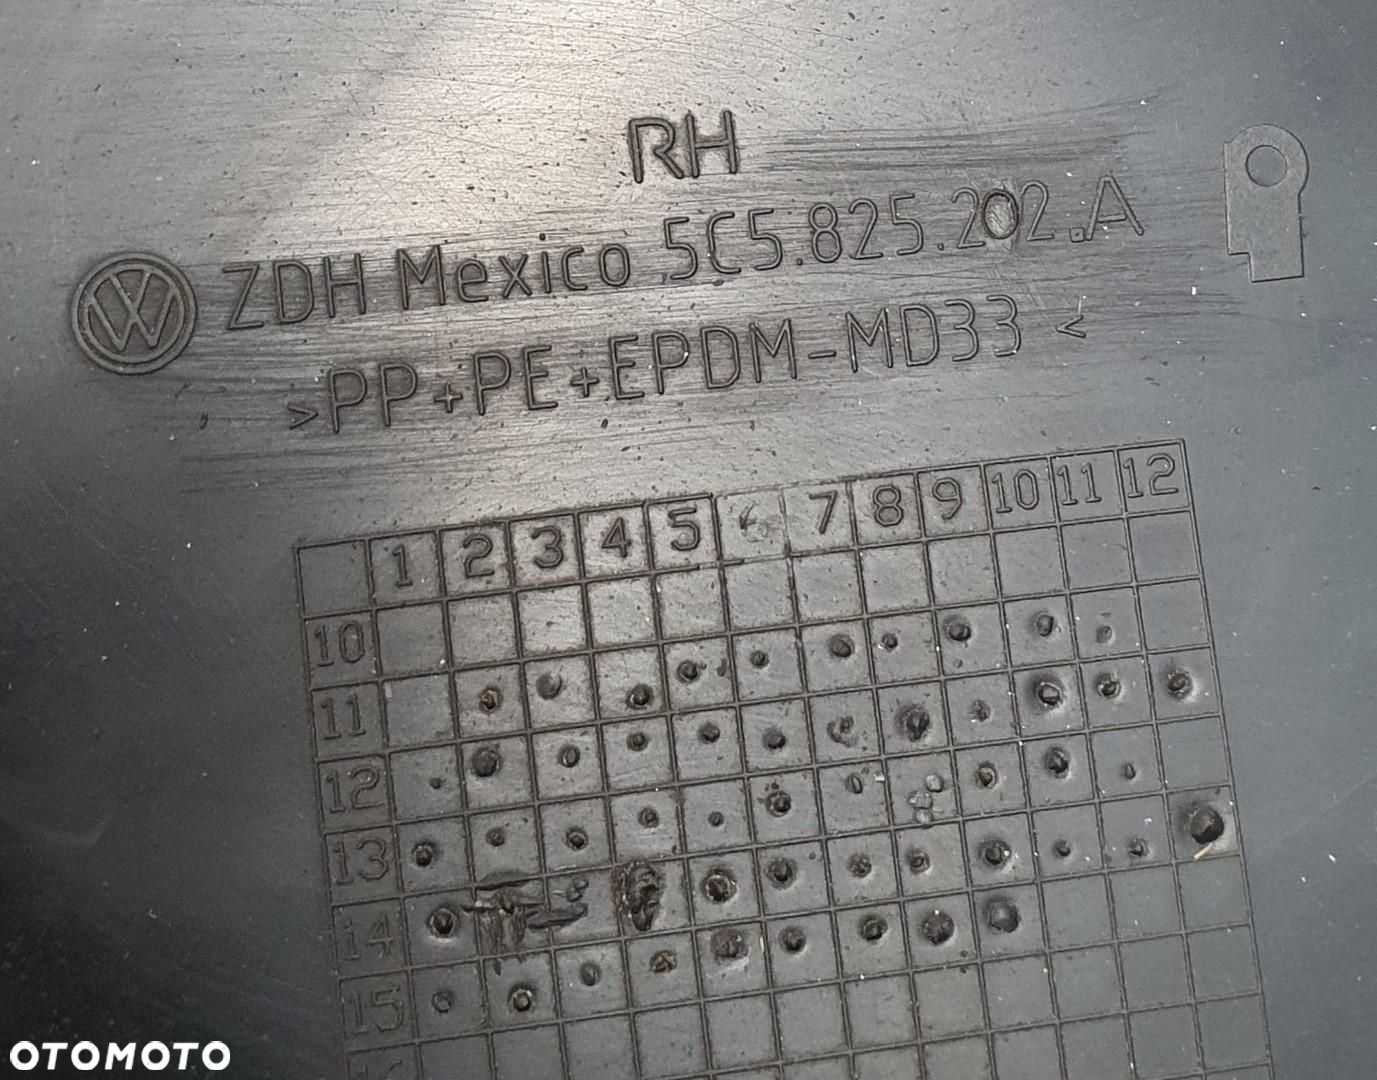 RH
ZDH Mexico 5C5.825.202.A
>PP+PE+EPDM-MD33<
1 2 3 4 5 6 7 8 9 10 11 12
10
11
12
13
14
15
OTOMOTO